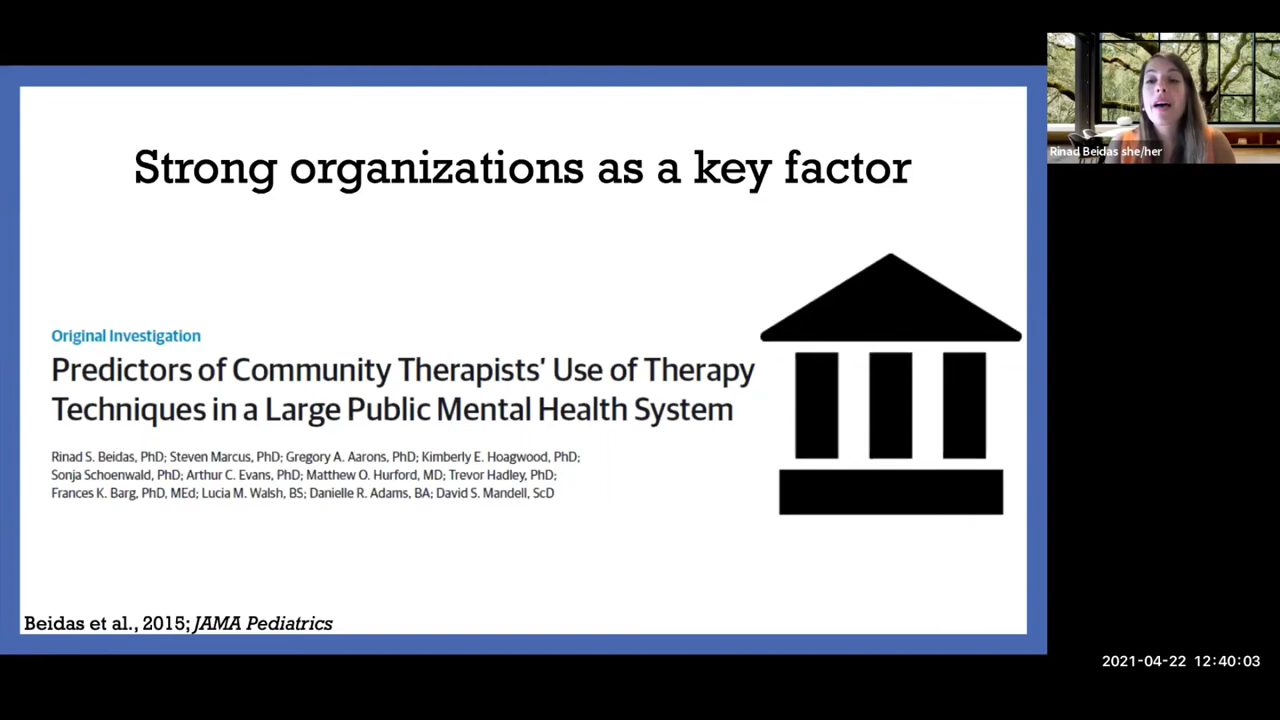 Strong organizations as a key factor
Original Investigation
Predictors of Community Therapists' Use of Therapy
Techniques in a Large Public Mental Health System
Rinad S. Beidas, PhD; Steven Marcus, PhD; Gregory A. Aarons, PhD; Kimberly E. Hoagwood, PhD;
Sonja Schoenwald, PhD; Arthur C. Evans, PhD; Matthew O. Hurford, MD; Trevor Hadley, PhD;
Frances K. Barg, PhD, MEd; Lucia M. Walsh, BS; Danielle R. Adams, BA; David S. Mandell, ScD
Beidas et al., 2015; JAMA Pediatrics
Rinad Beidas she/her
2021-04-22 12:40:03